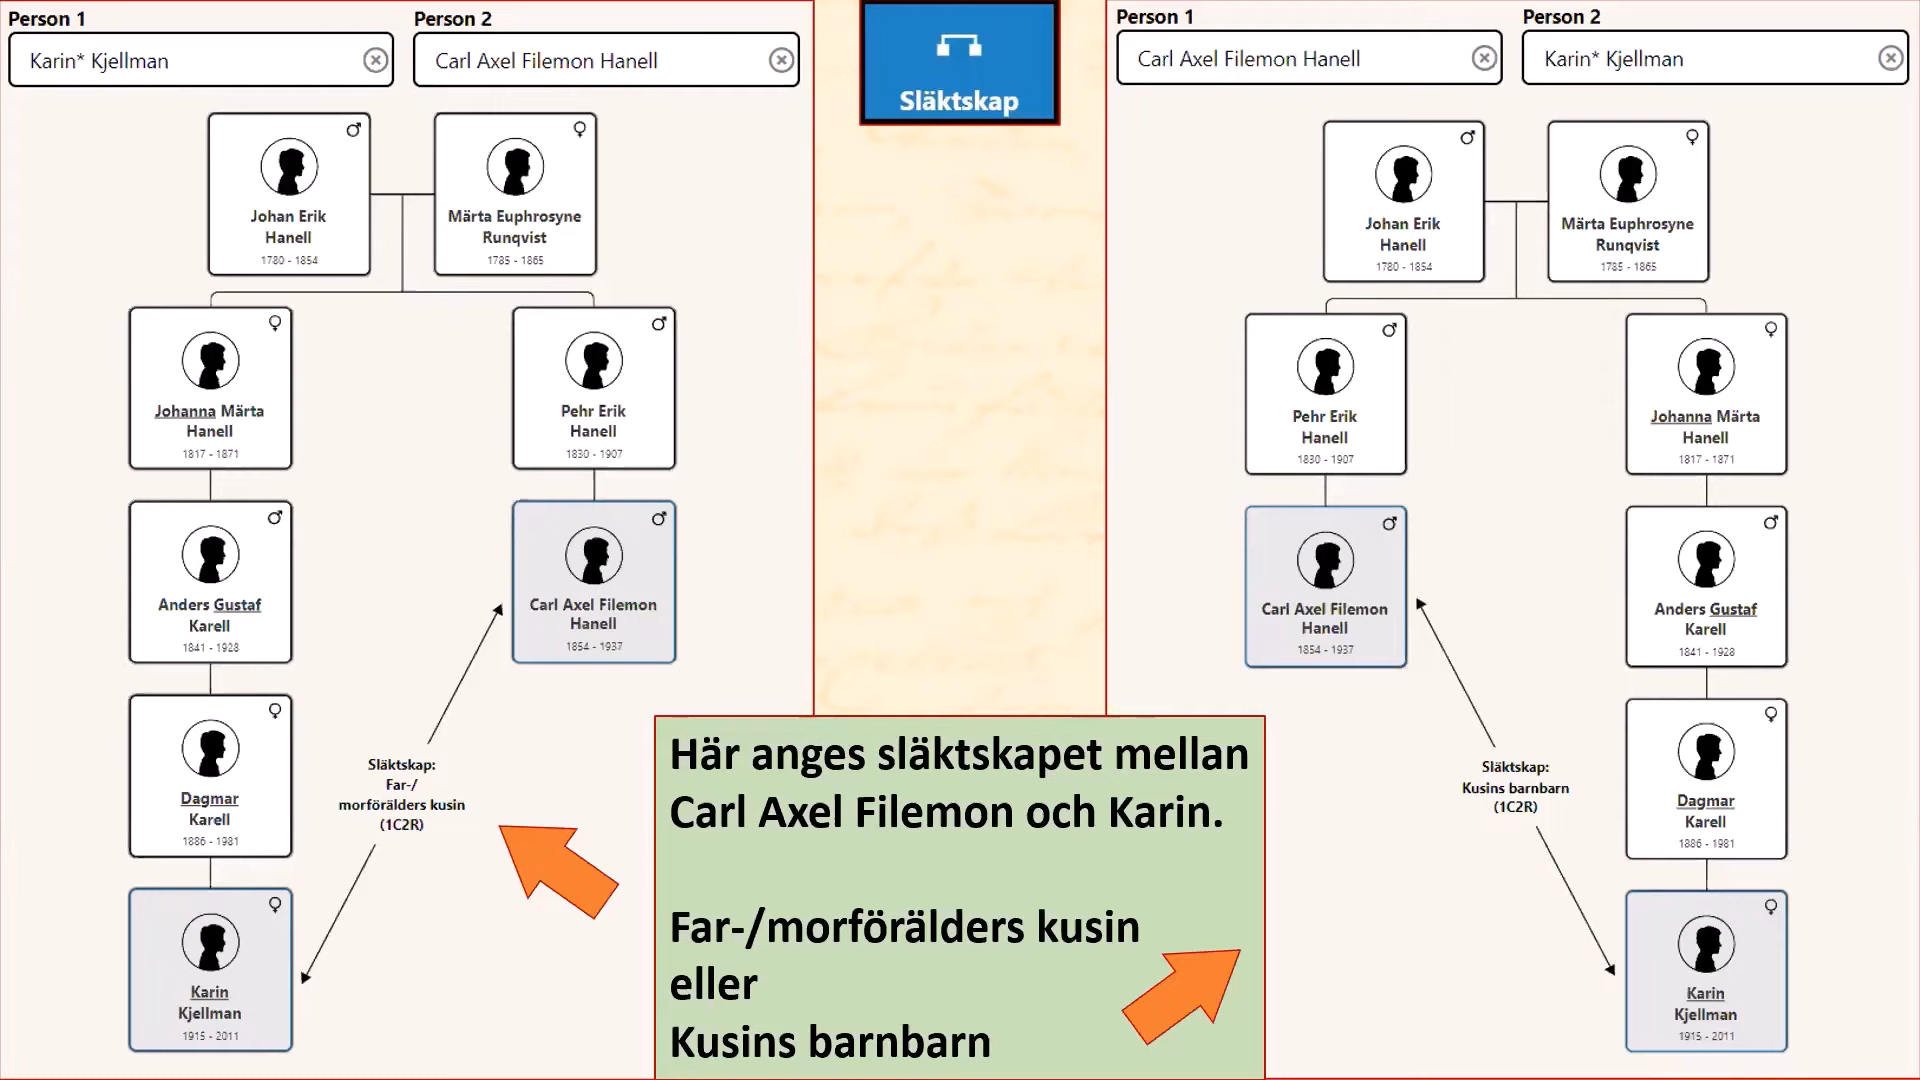 Person 1
Person 2
Karin* Kjellman
Carl Axel Filemon Hanell
Johan Erik
Hanell
1780 - 1854
Märta Euphrosyne
Runqvist
1785 - 1865
Johanna Märta
Hanell
1817 - 1871
Pehr Erik
Hanell
1830 - 1907
Anders Gustaf
Karell
1841 - 1928
Carl Axel Filemon
Hanell
1854 - 1937
Dagmar
Karell
1886 - 1981
Släktskap:
Far-/
morförälders kusin
(1C2R)
Karin
Kjellman
1915 - 2011
Släktskap
Här anges släktskapet mellan
Carl Axel Filemon och Karin.
Far-/morförälders kusin
eller
Kusins barnbarn
Person 1
Person 2
Carl Axel Filemon Hanell
Karin* Kjellman
Johan Erik
Hanell
1780 - 1854
Märta Euphrosyne
Runqvist
1785 - 1865
Pehr Erik
Hanell
1830 - 1907
Johanna Märta
Hanell
1817 - 1871
Carl Axel Filemon
Hanell
1854 - 1937
Anders Gustaf
Karell
1841 - 1928
Släktskap:
Kusins barnbarn
(1C2R)
Dagmar
Karell
1886 - 1981
Karin
Kjellman
1915 - 2011